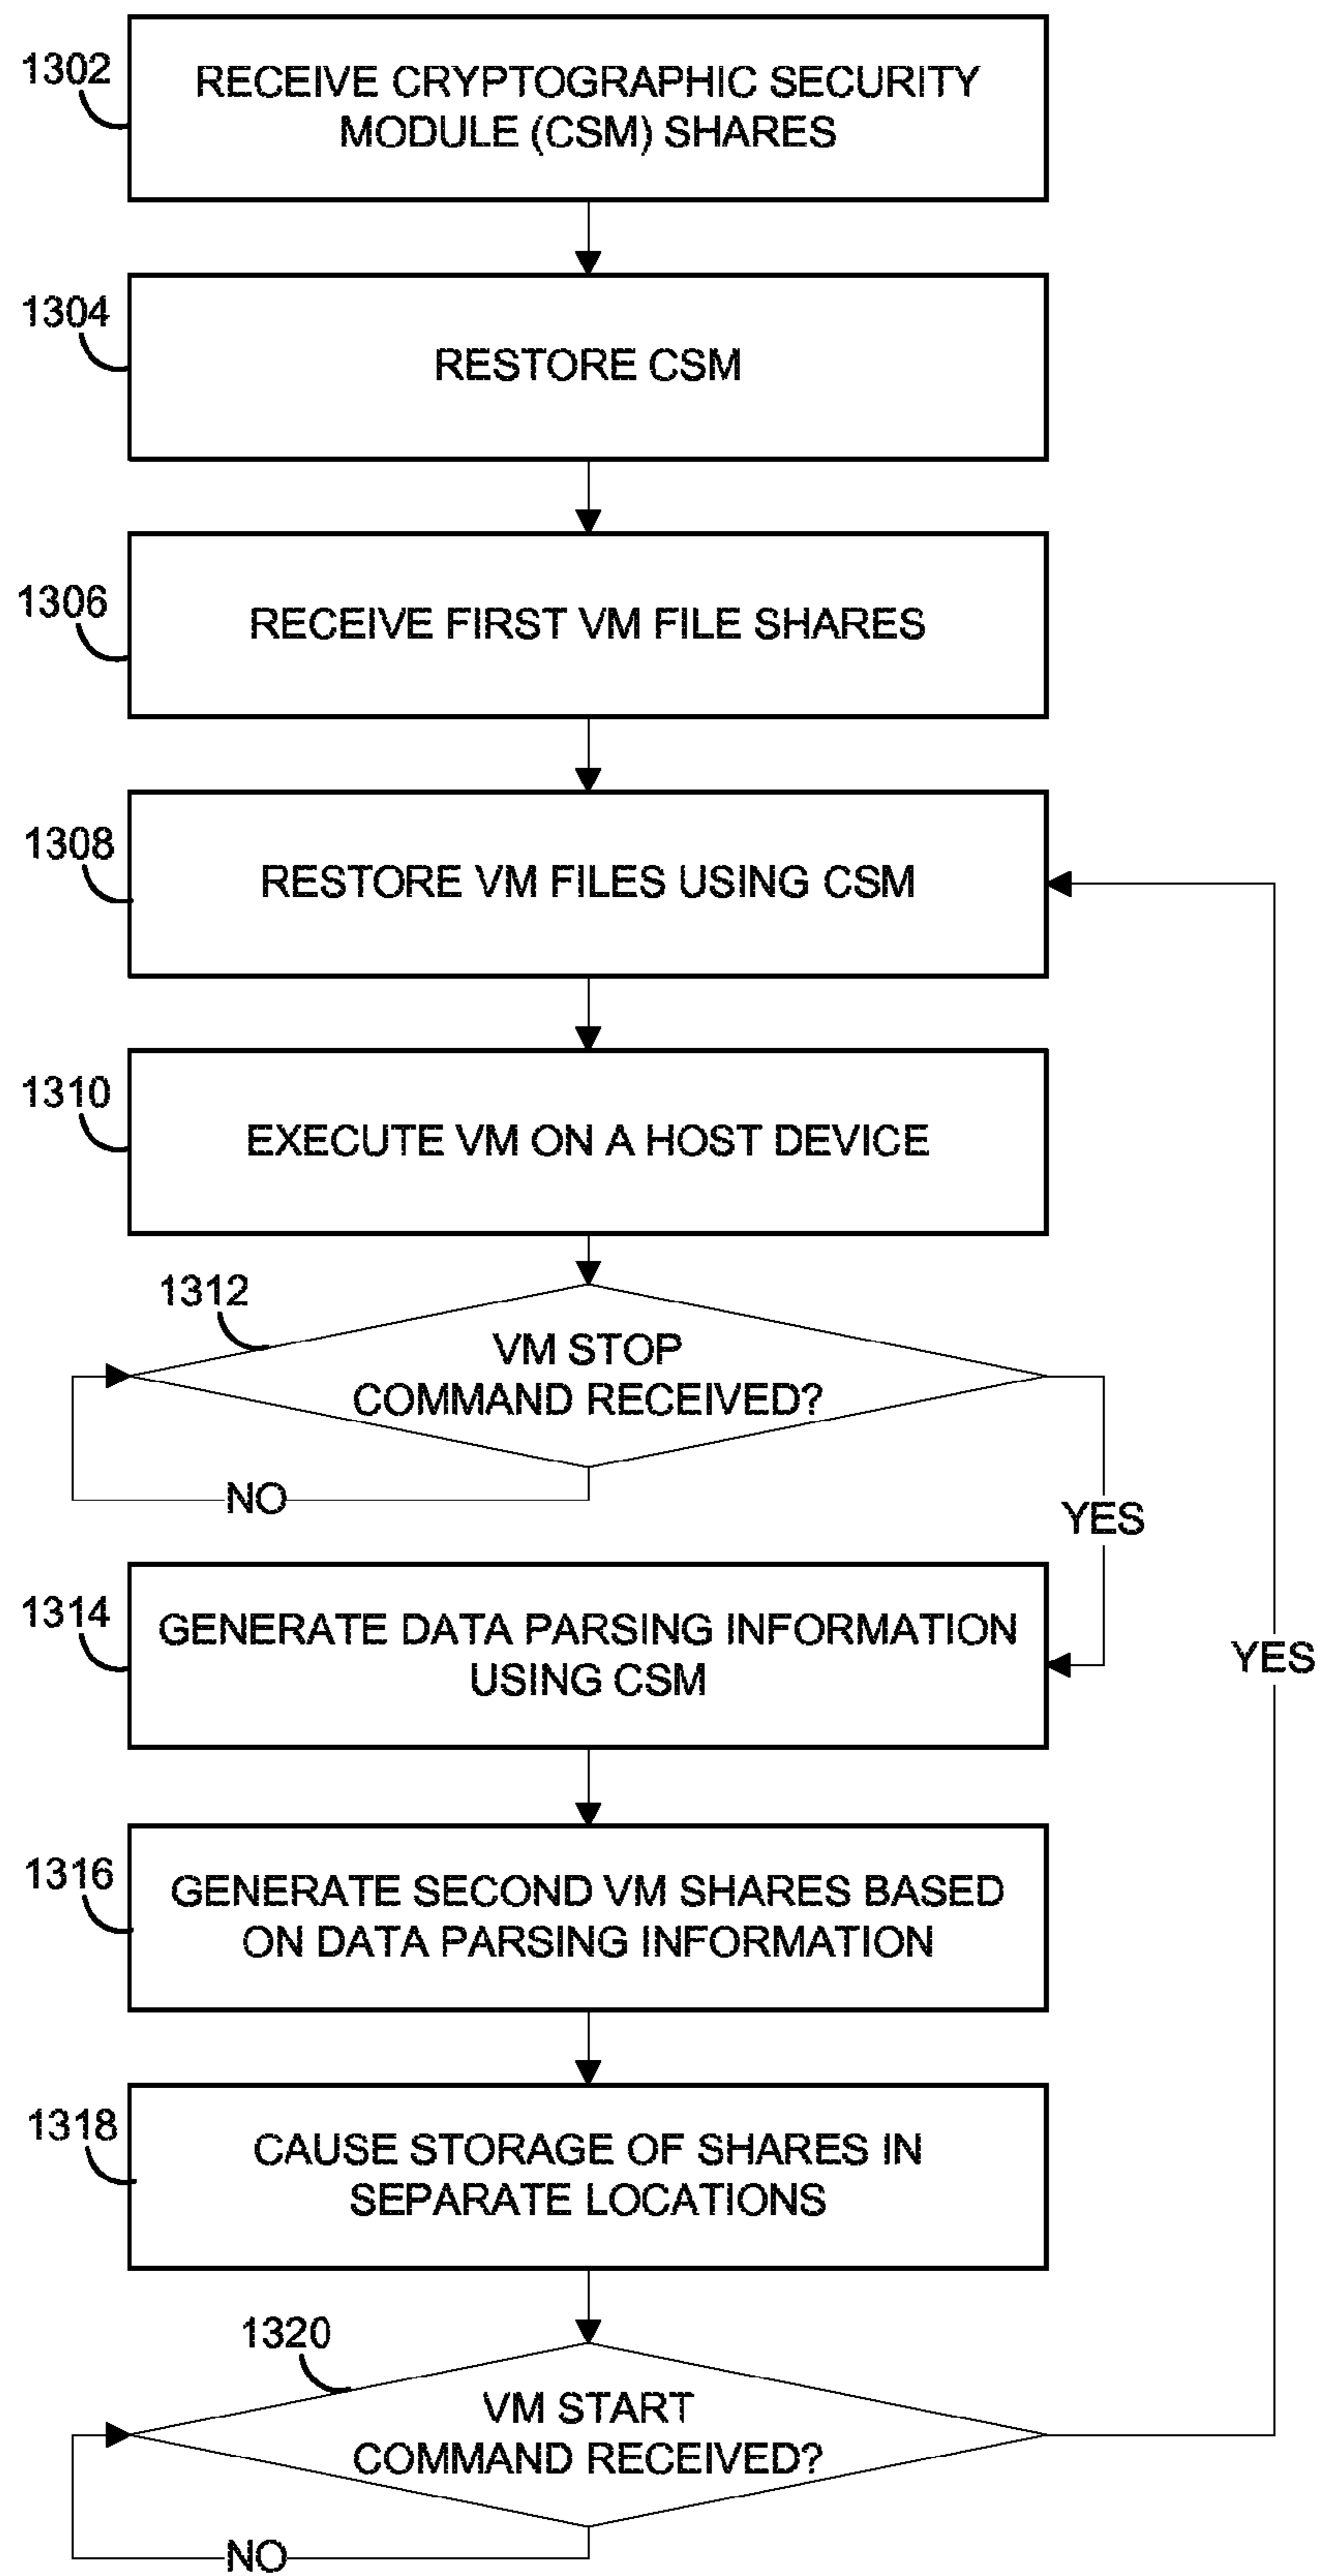 1302
RECEIVE CRYPTOGRAPHIC SECURITY
MODULE (CSM) SHARES
1304
RESTORE CSM
1306
RECEIVE FIRST VM FILE SHARES
1308
RESTORE VM FILES USING CSM
1310
EXECUTE VM ON A HOST DEVICE
1312
VM STOP
COMMAND RECEIVED?
NO
YES
1314
GENERATE DATA PARSING INFORMATION
USING CSM
YES
1316
GENERATE SECOND VM SHARES BASED
ON DATA PARSING INFORMATION
1318
CAUSE STORAGE OF SHARES IN
SEPARATE LOCATIONS
1320
VM START
COMMAND RECEIVED?
NO